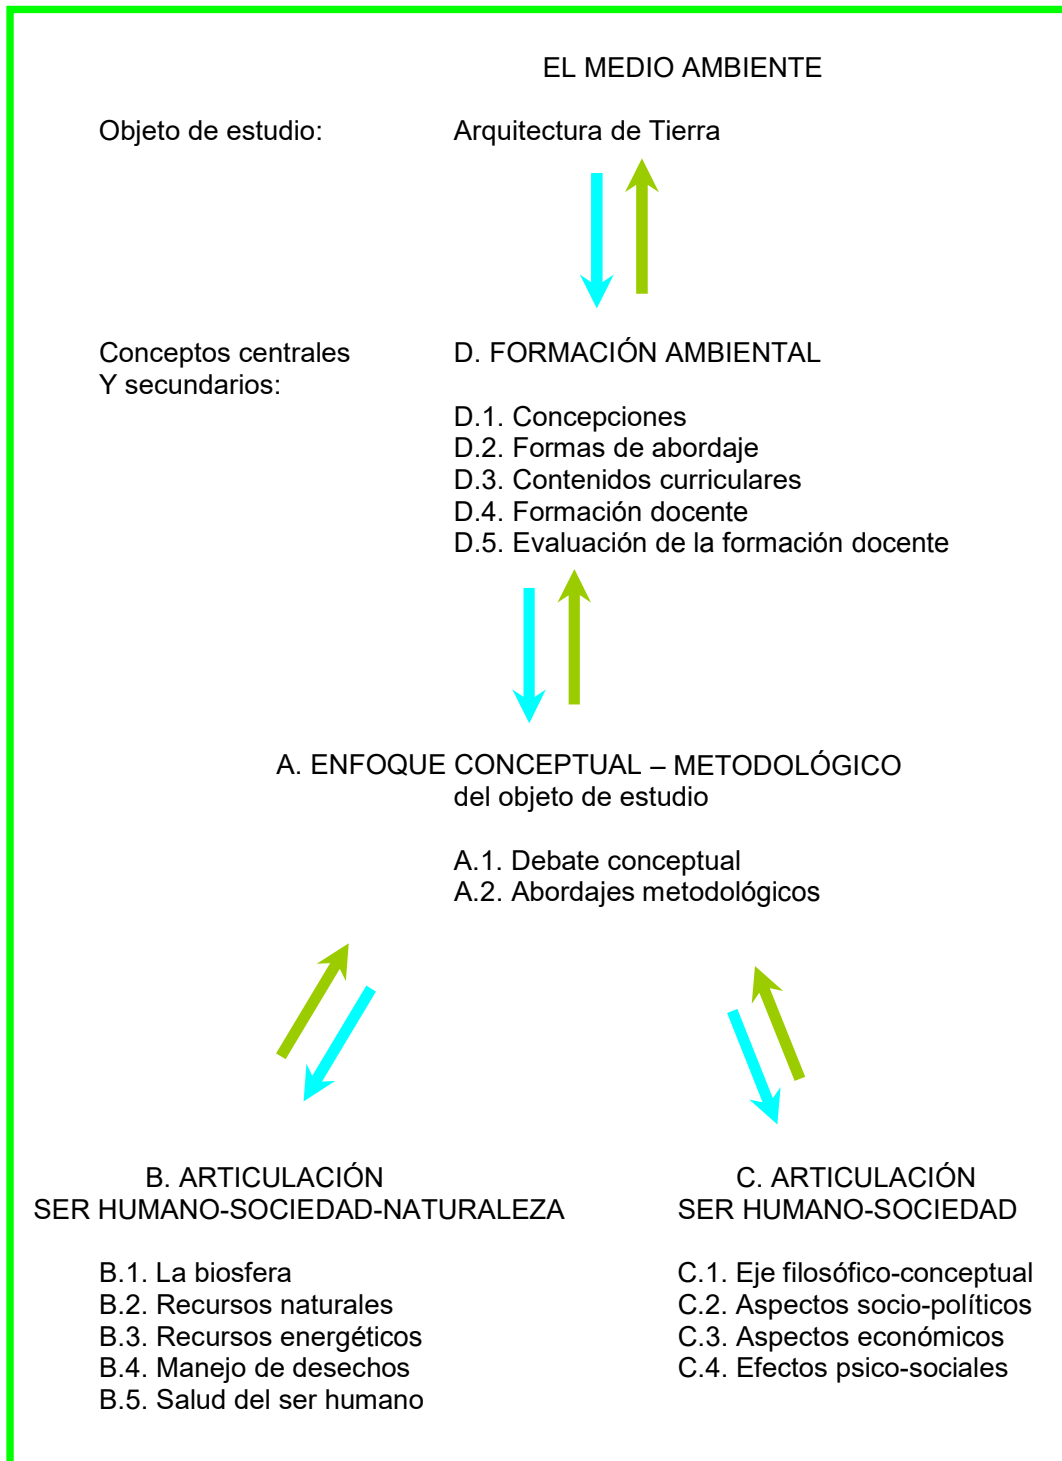 EL MEDIO AMBIENTE
Objeto de estudio: Arquitectura de Tierra
Conceptos centrales D. FORMACIÓN AMBIENTAL
Y secundarios:
D.1. Concepciones
D.2. Formas de abordaje
D.3. Contenidos curriculares
D.4. Formación docente
D.5. Evaluación de la formación docente
A. ENFOQUE CONCEPTUAL – METODOLÓGICO
del objeto de estudio
A.1. Debate conceptual
A.2. Abordajes metodológicos
B. ARTICULACIÓN
SER HUMANO-SOCIEDAD-NATURALEZA
B.1. La biosfera
B.2. Recursos naturales
B.3. Recursos energéticos
B.4. Manejo de desechos
B.5. Salud del ser humano
C. ARTICULACIÓN
SER HUMANO-SOCIEDAD
C.1. Eje filosófico-conceptual
C.2. Aspectos socio-políticos
C.3. Aspectos económicos
C.4. Efectos psico-sociales